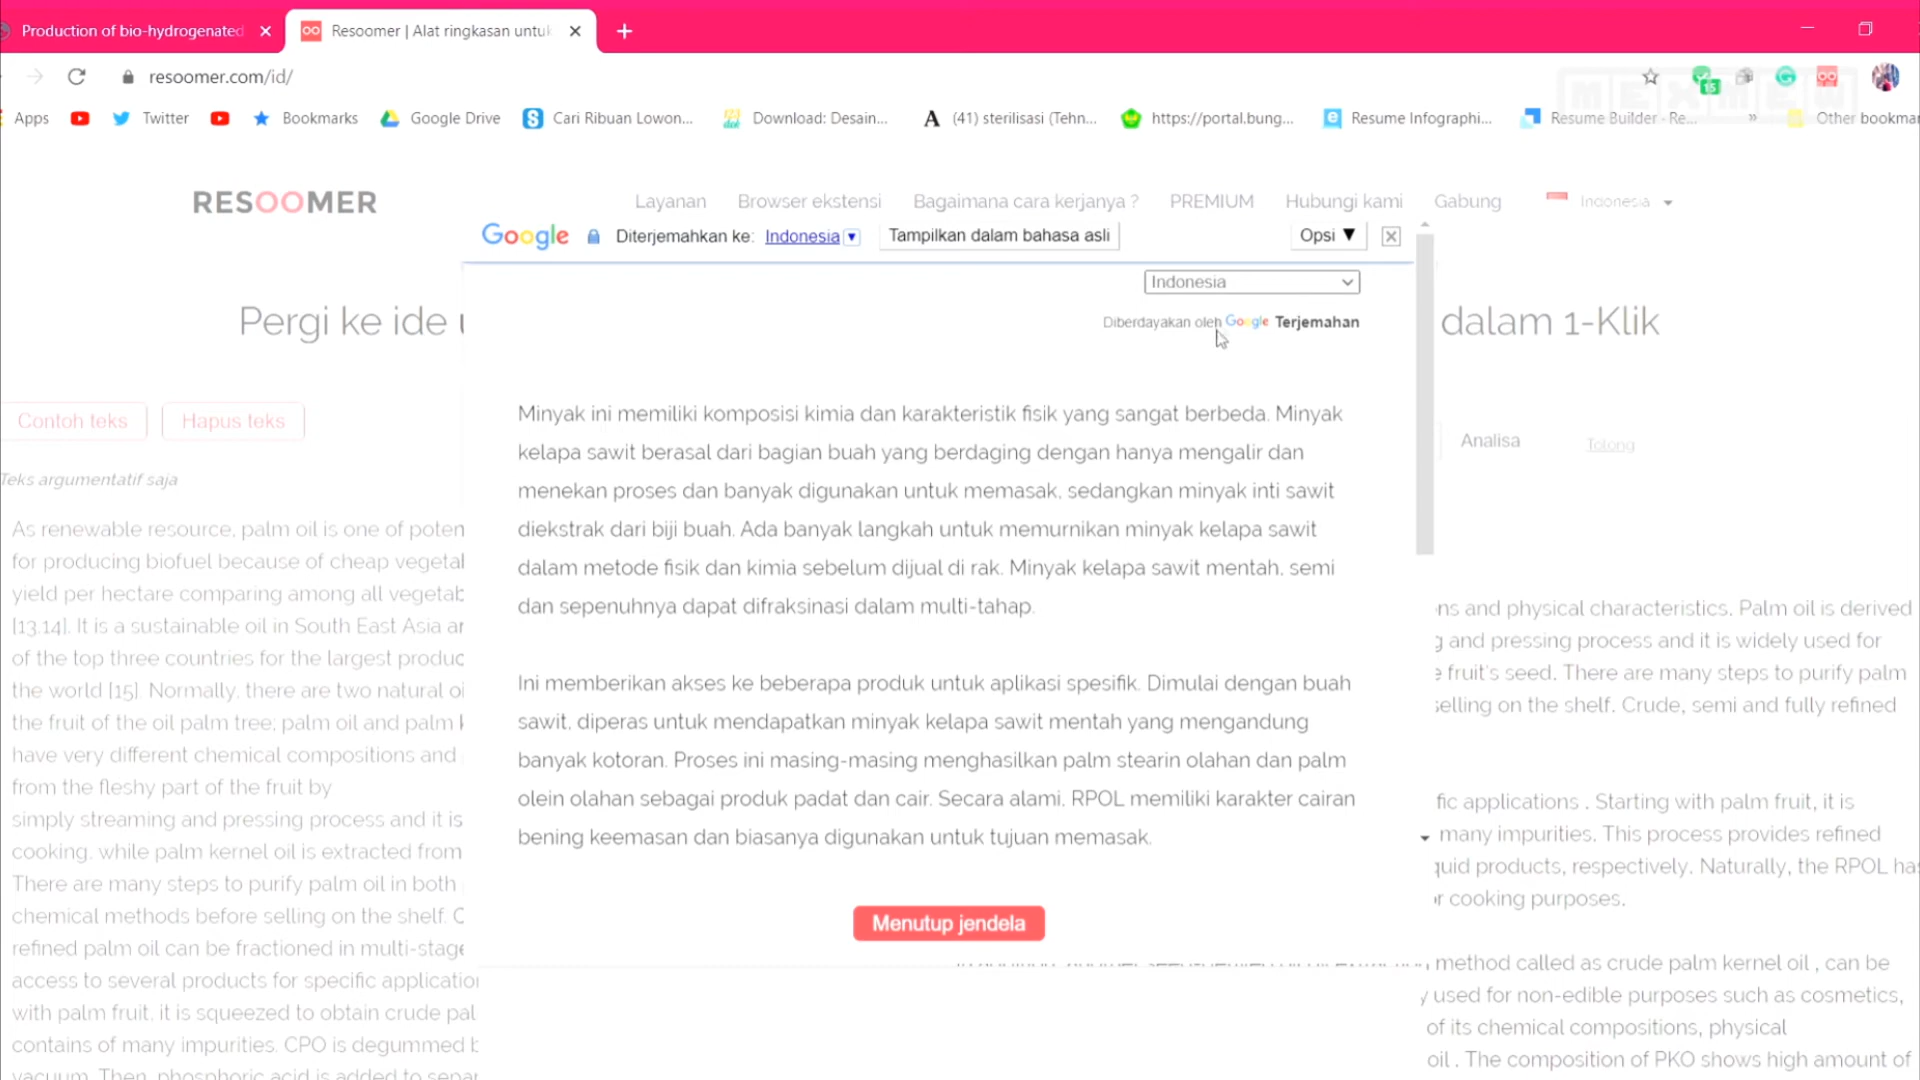 Production of bio-hydrogenated
Resoomer | Alat ringkasan untuk
resoomer.com/id/
15
MEXMEN
Apps
Twitter
Bookmarks
Google Drive
Cari Ribuan Lowon...
Download: Desain...
(41) sterilisasi (Tehn...
https://portal.bung...
Resume Infographi...
Resume Builder - Re...
Other bookmar
RESOOMER
Layanan
Browser ekstensi
Bagaimana cara kerjanya ?
PREMIUM
Hubungi kami
Gabung
Indonesia
Google
Diterjemahkan ke: Indonesia
Tampilkan dalam bahasa asli
Opsi ▼
Indonesia
Diberdayakan oleh Google Terjemahan
Pergi ke ide
dalam 1-Klik
Contoh teks
Hapus teks
Analisa
Tolong
Teks argumentatif saja
Minyak ini memiliki komposisi kimia dan karakteristik fisik yang sangat berbeda. Minyak
kelapa sawit berasal dari bagian buah yang berdaging dengan hanya mengalir dan
menekan proses dan banyak digunakan untuk memasak, sedangkan minyak inti sawit
diekstrak dari biji buah. Ada banyak langkah untuk memurnikan minyak kelapa sawit
dalam metode fisik dan kimia sebelum dijual di rak. Minyak kelapa sawit mentah, semi
dan sepenuhnya dapat difraksinasi dalam multi-tahap.
Ini memberikan akses ke beberapa produk untuk aplikasi spesifik. Dimulai dengan buah
sawit, diperas untuk mendapatkan minyak kelapa sawit mentah yang mengandung
banyak kotoran. Proses ini masing-masing menghasilkan palm stearin olahan dan palm
olein olahan sebagai produk padat dan cair. Secara alami, RPOL memiliki karakter cairan
bening keemasan dan biasanya digunakan untuk tujuan memasak.
Menutup jendela
As renewable resource, palm oil is one of poten
for producing biofuel because of cheap vegetal
yield per hectare comparing among all vegetab
[13,14]. It is a sustainable oil in South East Asia ar
of the top three countries for the largest produc
the world [15]. Normally, there are two natural oi
the fruit of the oil palm tree; palm oil and palm
have very different chemical compositions and
from the fleshy part of the fruit by
simply streaming and pressing process and it is
cooking, while palm kernel oil is extracted from
There are many steps to purify palm oil in both
chemical methods before selling on the shelf. C
refined palm oil can be fractioned in multi-stage
access to several products for specific application
with palm fruit, it is squeezed to obtain crude pal
contains of many impurities. CPO is degummed
vacuum. Then, phosphoric acid is added to separ
ns and physical characteristics. Palm oil is derived
g and pressing process and it is widely used for
e fruit's seed. There are many steps to purify palm
selling on the shelf. Crude, semi and fully refined
fic applications . Starting with palm fruit, it is
many impurities. This process provides refined
quid products, respectively. Naturally, the RPOL has
or cooking purposes.
method called as crude palm kernel oil , can be
y used for non-edible purposes such as cosmetics,
of its chemical compositions, physical
oil . The composition of PKO shows high amount of